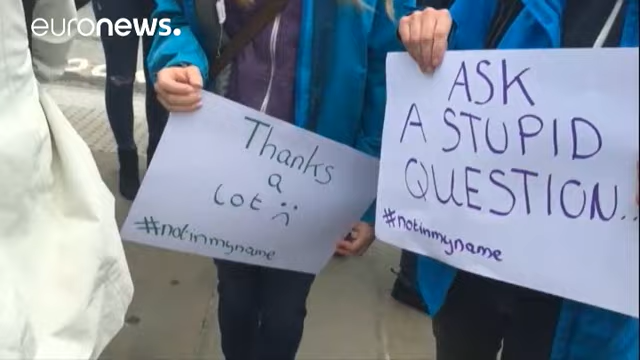 euronews.
Thanks
a
lot :(
#notinmyname
ASK
A STUPID
QUESTION..
#notinmyname